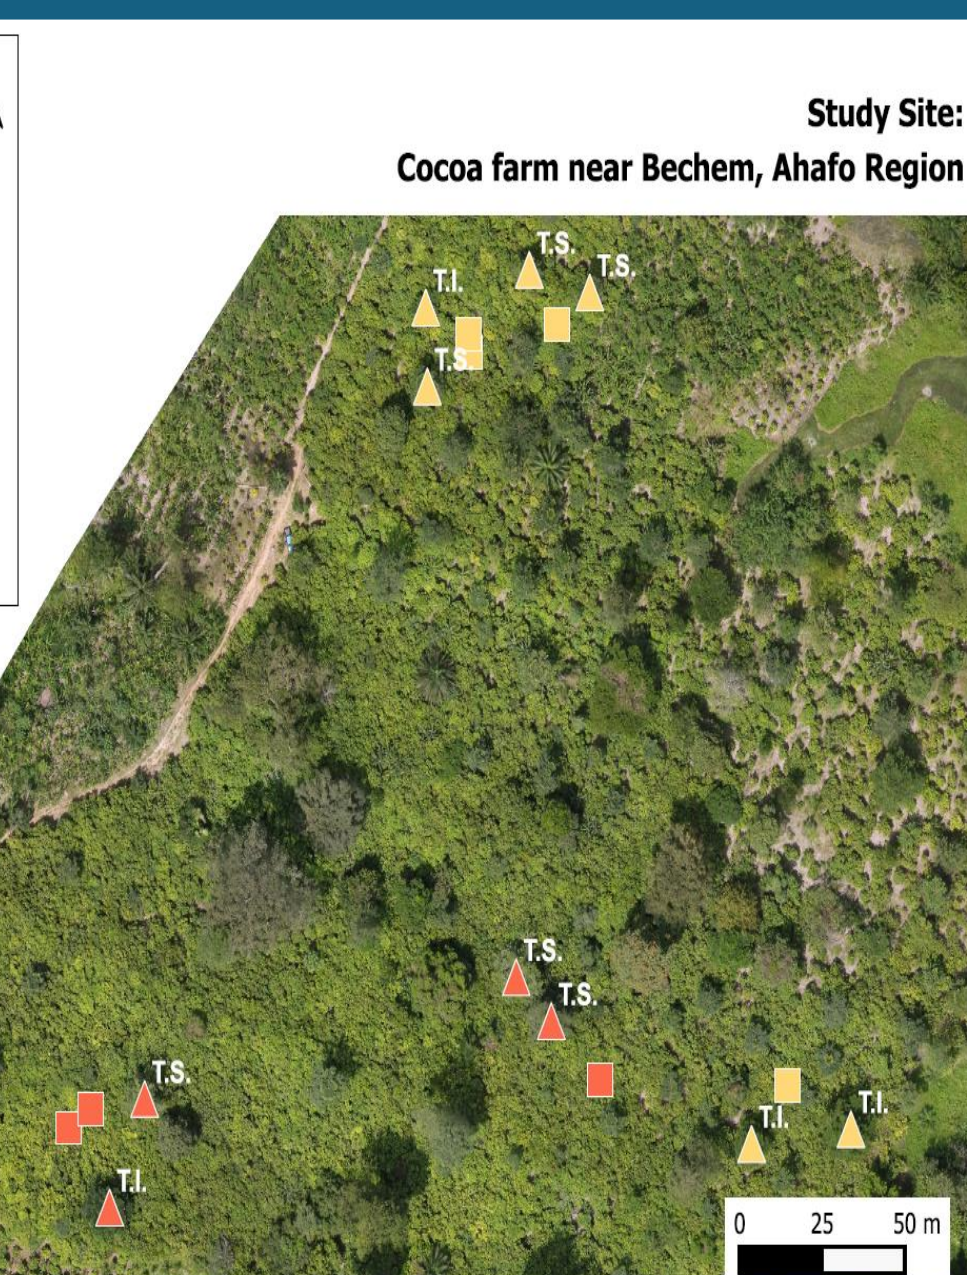 Study Site:
Cocoa farm near Bechem, Ahafo Region
T.S.
T.S.
T.I.
T.S.
T.S.
T.S.
T.S.
T.I.
T.I.
T.I.
0 25 50 m